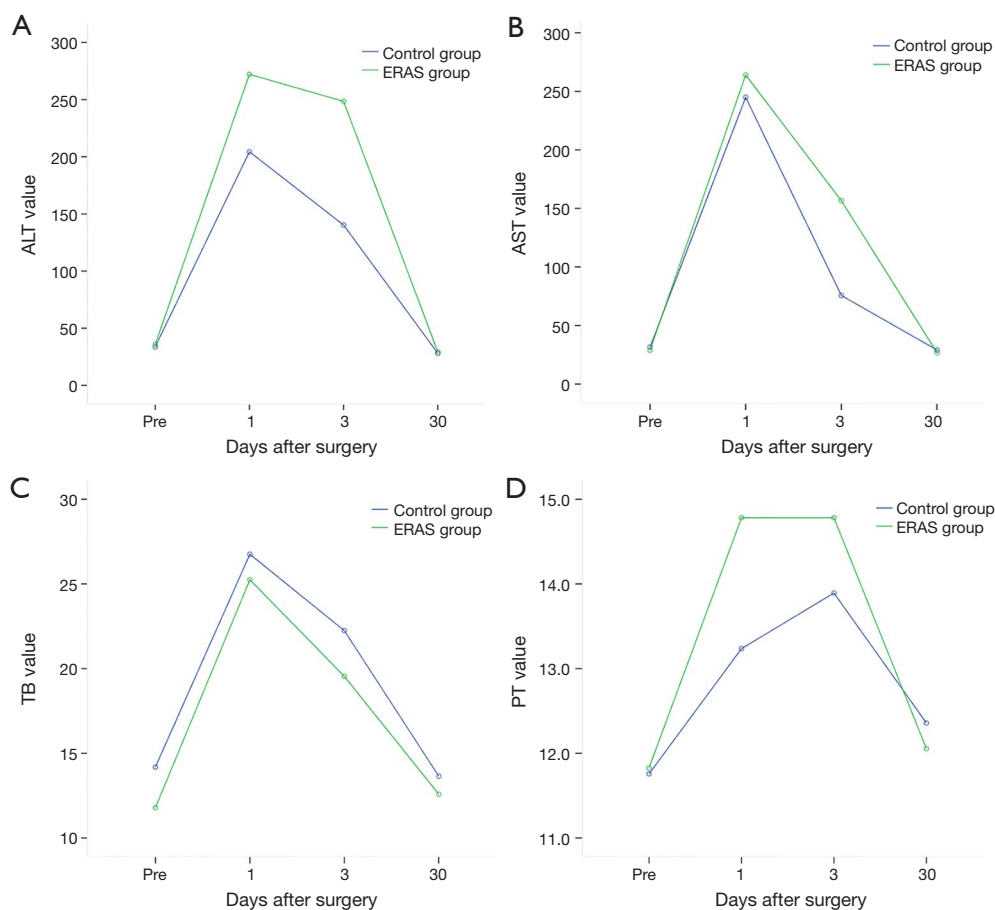 A
300
250
200
150
100
50
0
ALT value
Control group
ERAS group
Pre 1 3 30
Days after surgery
B
300
250
200
150
100
50
0
AST value
Control group
ERAS group
Pre 1 3 30
Days after surgery
C
30
25
20
15
10
TB value
Control group
ERAS group
Pre 1 3 30
Days after surgery
D
15.0
14.0
13.0
12.0
11.0
PT value
Control group
ERAS group
Pre 1 3 30
Days after surgery